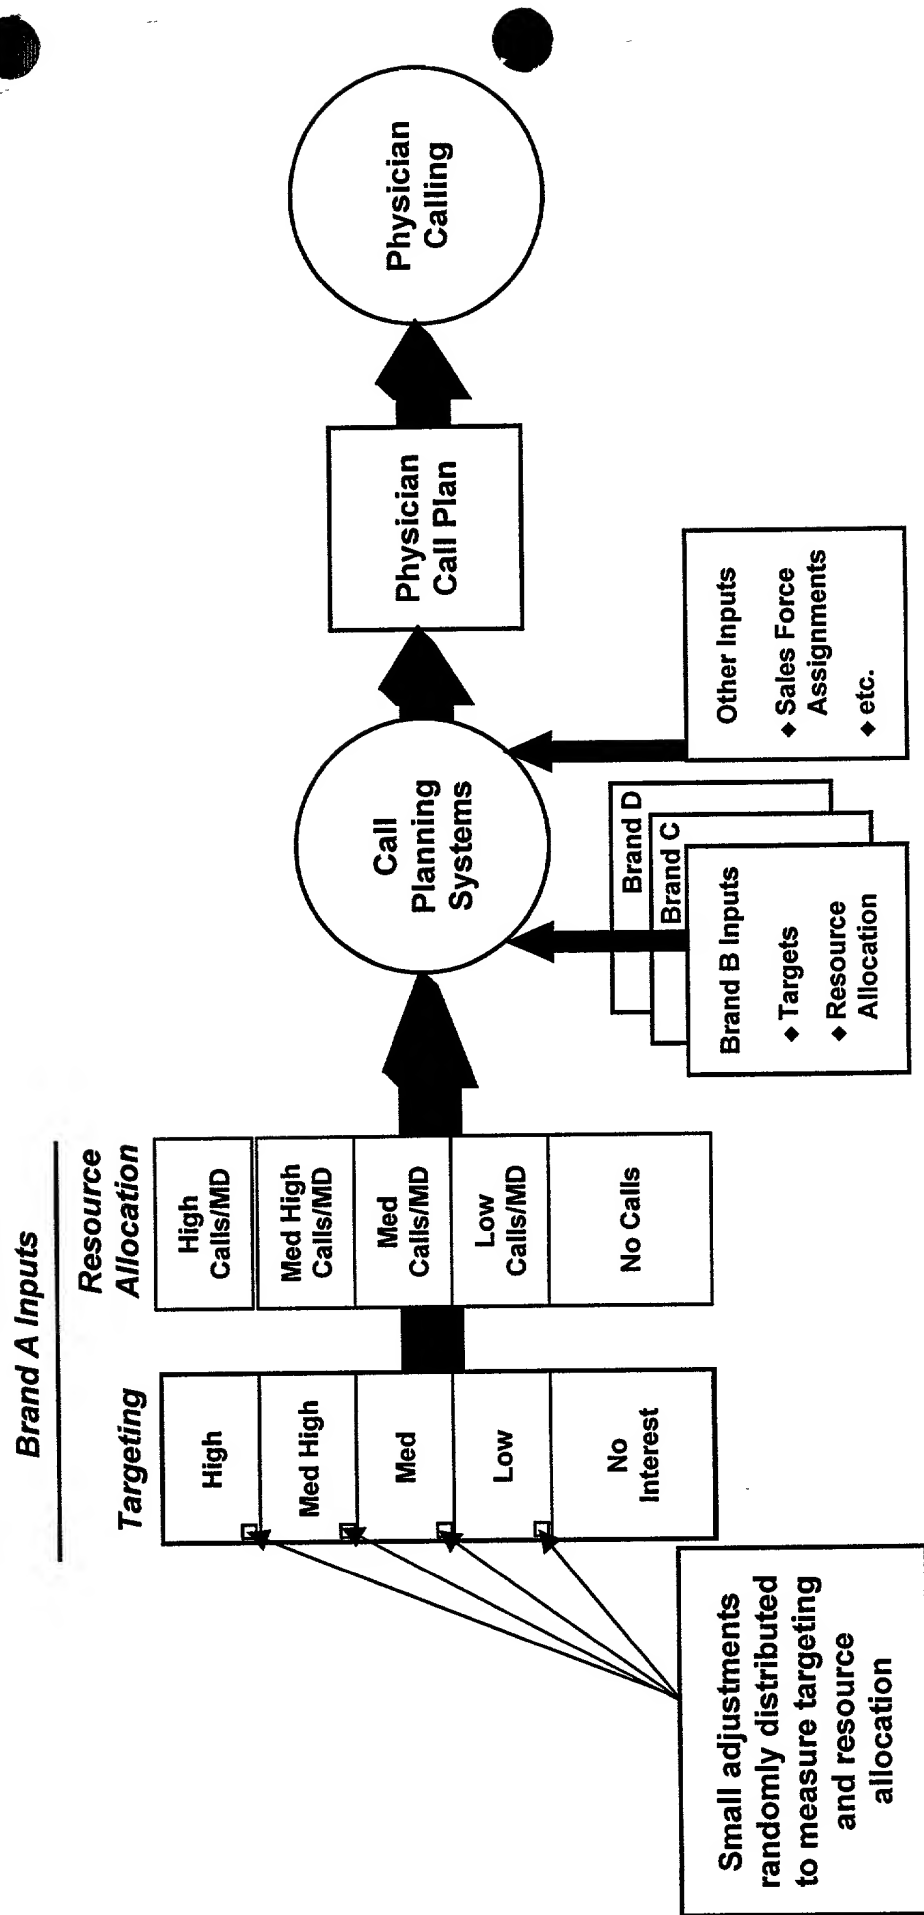 Brand A Inputs
Targeting
High
Med High
Med
Low
No
Interest
Resource
Allocation
High
Calls/MD
Med High
Calls/MD
Med
Calls/MD
Low
Calls/MD
No Calls
Small adjustments
randomly distributed
to measure targeting
and resource
allocation
Call
Planning
Systems
Brand D
Brand C
Brand B Inputs
◆ Targets
◆ Resource
Allocation
Other Inputs
◆ Sales Force
Assignments
◆ etc.
Physician
Call Plan
Physician
Calling